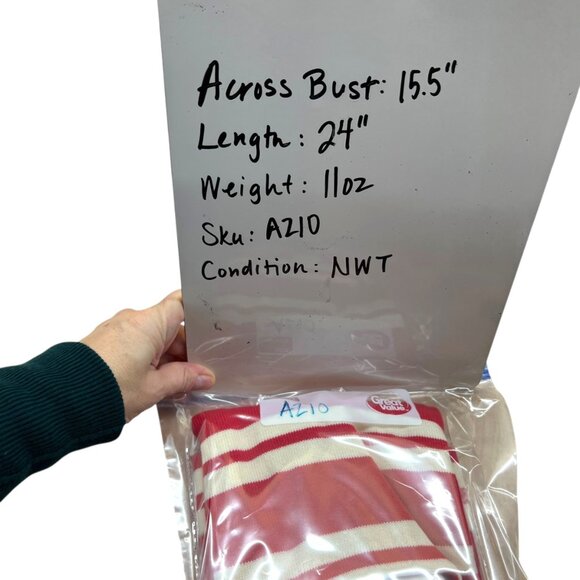 Across Bust: 15.5"
Length: 24"
Weight: 11oz
Sku: A210
Condition: NWT
A210
Great
Value